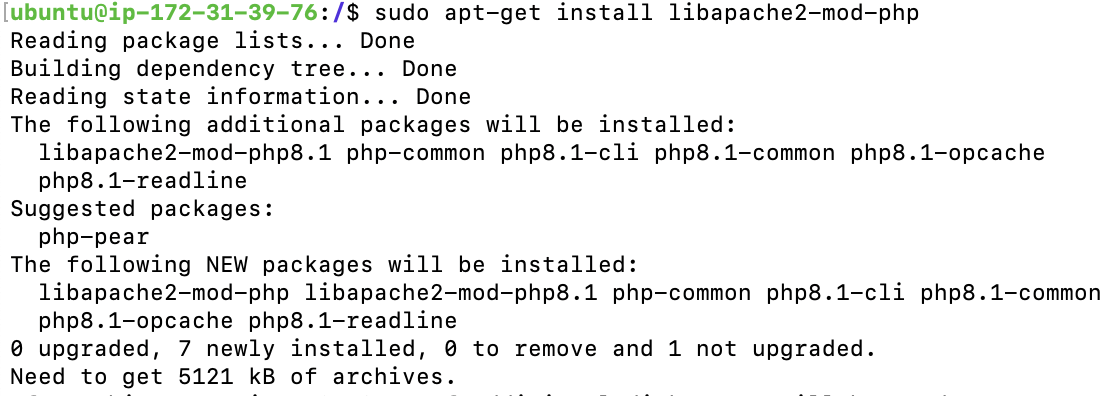 [ubuntu@ip-172-31-39-76:/$ sudo apt-get install libapache2-mod-php
Reading package lists... Done
Building dependency tree... Done
Reading state information... Done
The following additional packages will be installed:
libapache2-mod-php8.1 php-common php8.1-cli php8.1-common php8.1-opcache
php8.1-readline
Suggested packages:
php-pear
The following NEW packages will be installed:
libapache2-mod-php libapache2-mod-php8.1 php-common php8.1-cli php8.1-common
php8.1-opcache php8.1-readline
0 upgraded, 7 newly installed, 0 to remove and 1 not upgraded.
Need to get 5121 kB of archives.